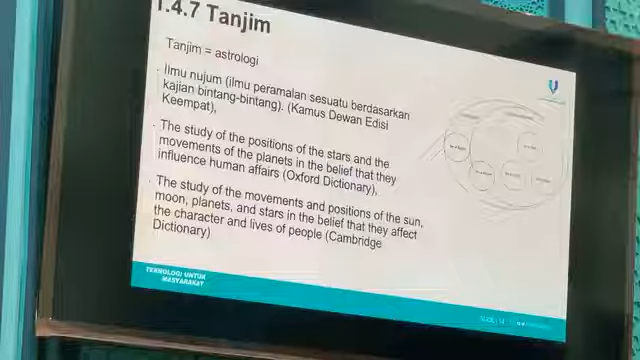 1.4.7 Tanjim
Tanjim = astrologi
· Ilmu nujum (ilmu peramalan sesuatu berdasarkan
kajian bintang-bintang). (Kamus Dewan Edisi
Keempat),
· The study of the positions of the stars and the
movements of the planets in the belief that they
influence human affairs (Oxford Dictionary),
· The study of the movements and positions of the sun,
moon, planets, and stars in the belief that they affect
the character and lives of people (Cambridge
Dictionary)
TEKNOLOGI UNTUK
MASYARAKAT